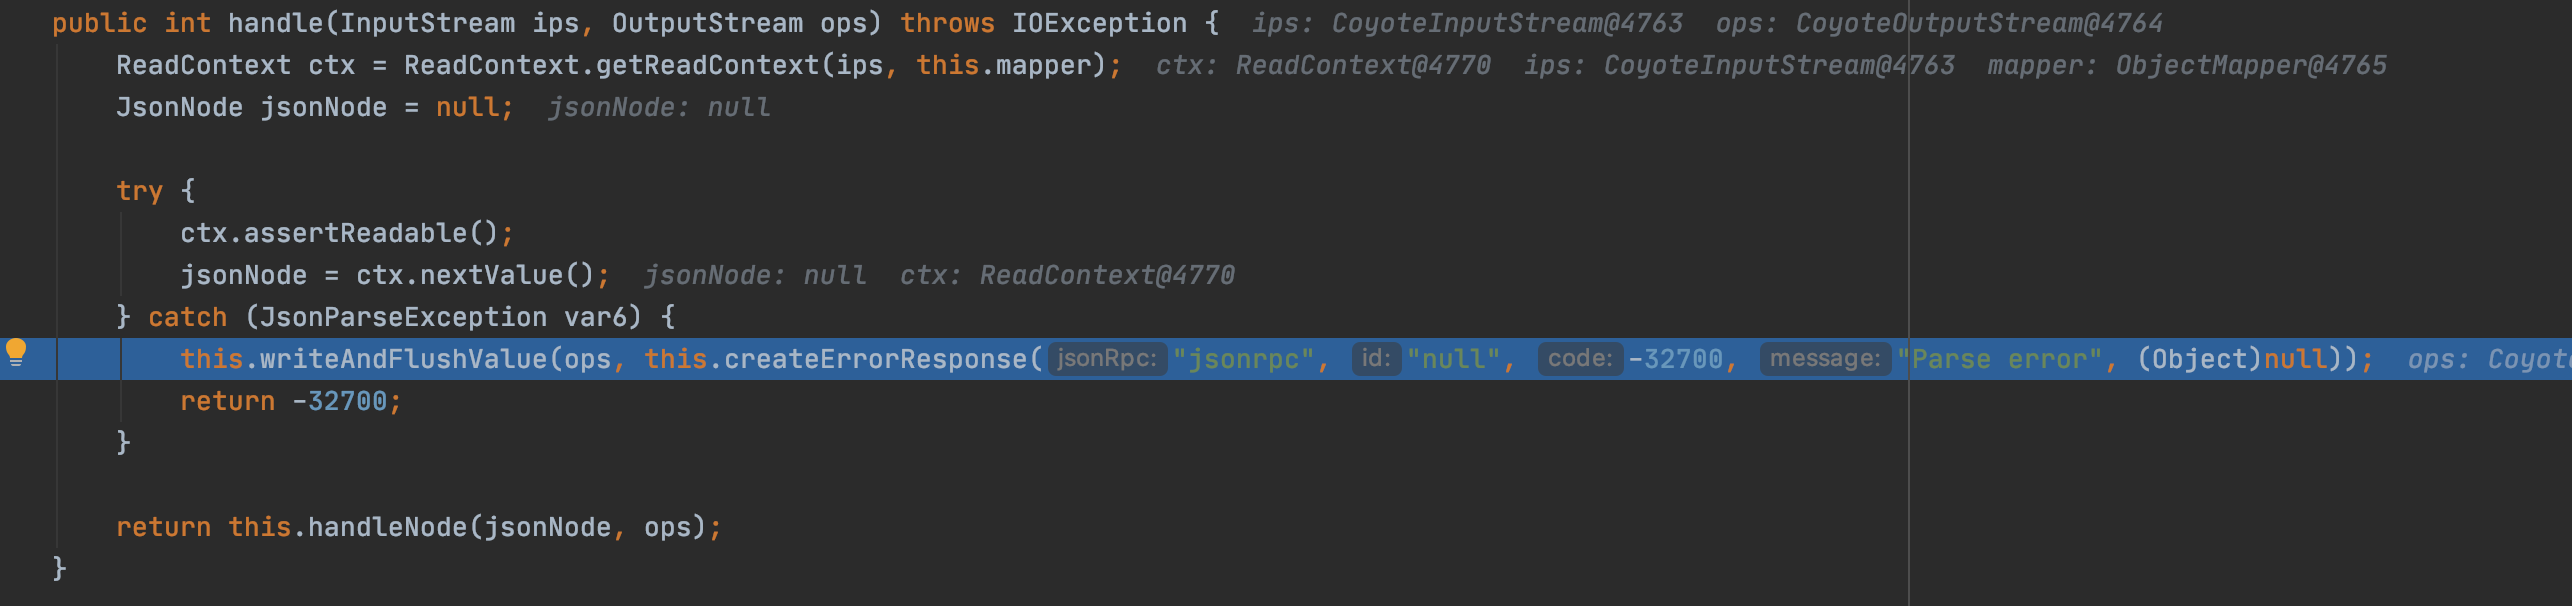 public int handle(InputStream ips, OutputStream ops) throws IOException {  ips: CoyoteInputStream@4763  ops: CoyoteOutputStream@4764
ReadContext ctx = ReadContext.getReadContext(ips, this.mapper);  ctx: ReadContext@4770  ips: CoyoteInputStream@4763  mapper: ObjectMapper@4765
JsonNode jsonNode = null;  jsonNode: null
try {
ctx.assertReadable();
jsonNode = ctx.nextValue();  jsonNode: null  ctx: ReadContext@4770
} catch (JsonParseException var6) {
this.writeAndFlushValue(ops, this.createErrorResponse( jsonRpc: "jsonrpc", id: "null", code: -32700, message: "Parse error", (Object)null));  ops:
return -32700;
}
return this.handleNode(jsonNode, ops);
}